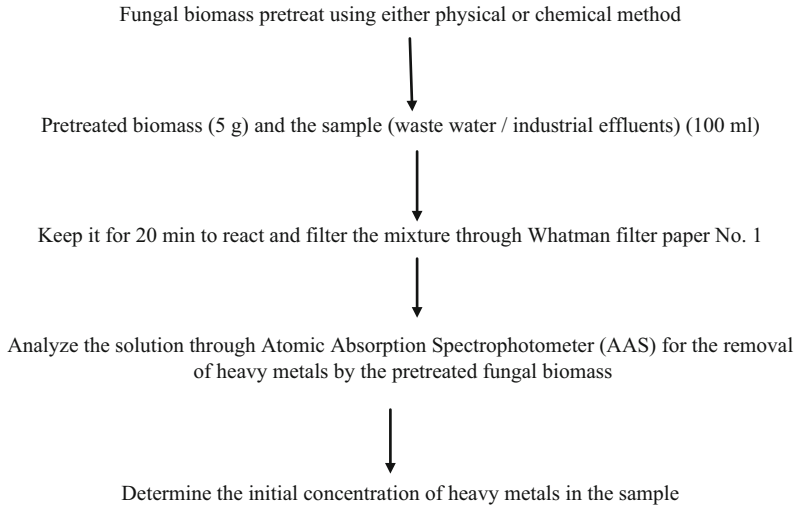 Fungal biomass pretreat using either physical or chemical method
Pretreated biomass (5 g) and the sample (waste water / industrial effluents) (100 ml)
Keep it for 20 min to react and filter the mixture through Whatman filter paper No. 1
Analyze the solution through Atomic Absorption Spectrophotometer (AAS) for the removal
of heavy metals by the pretreated fungal biomass
Determine the initial concentration of heavy metals in the sample